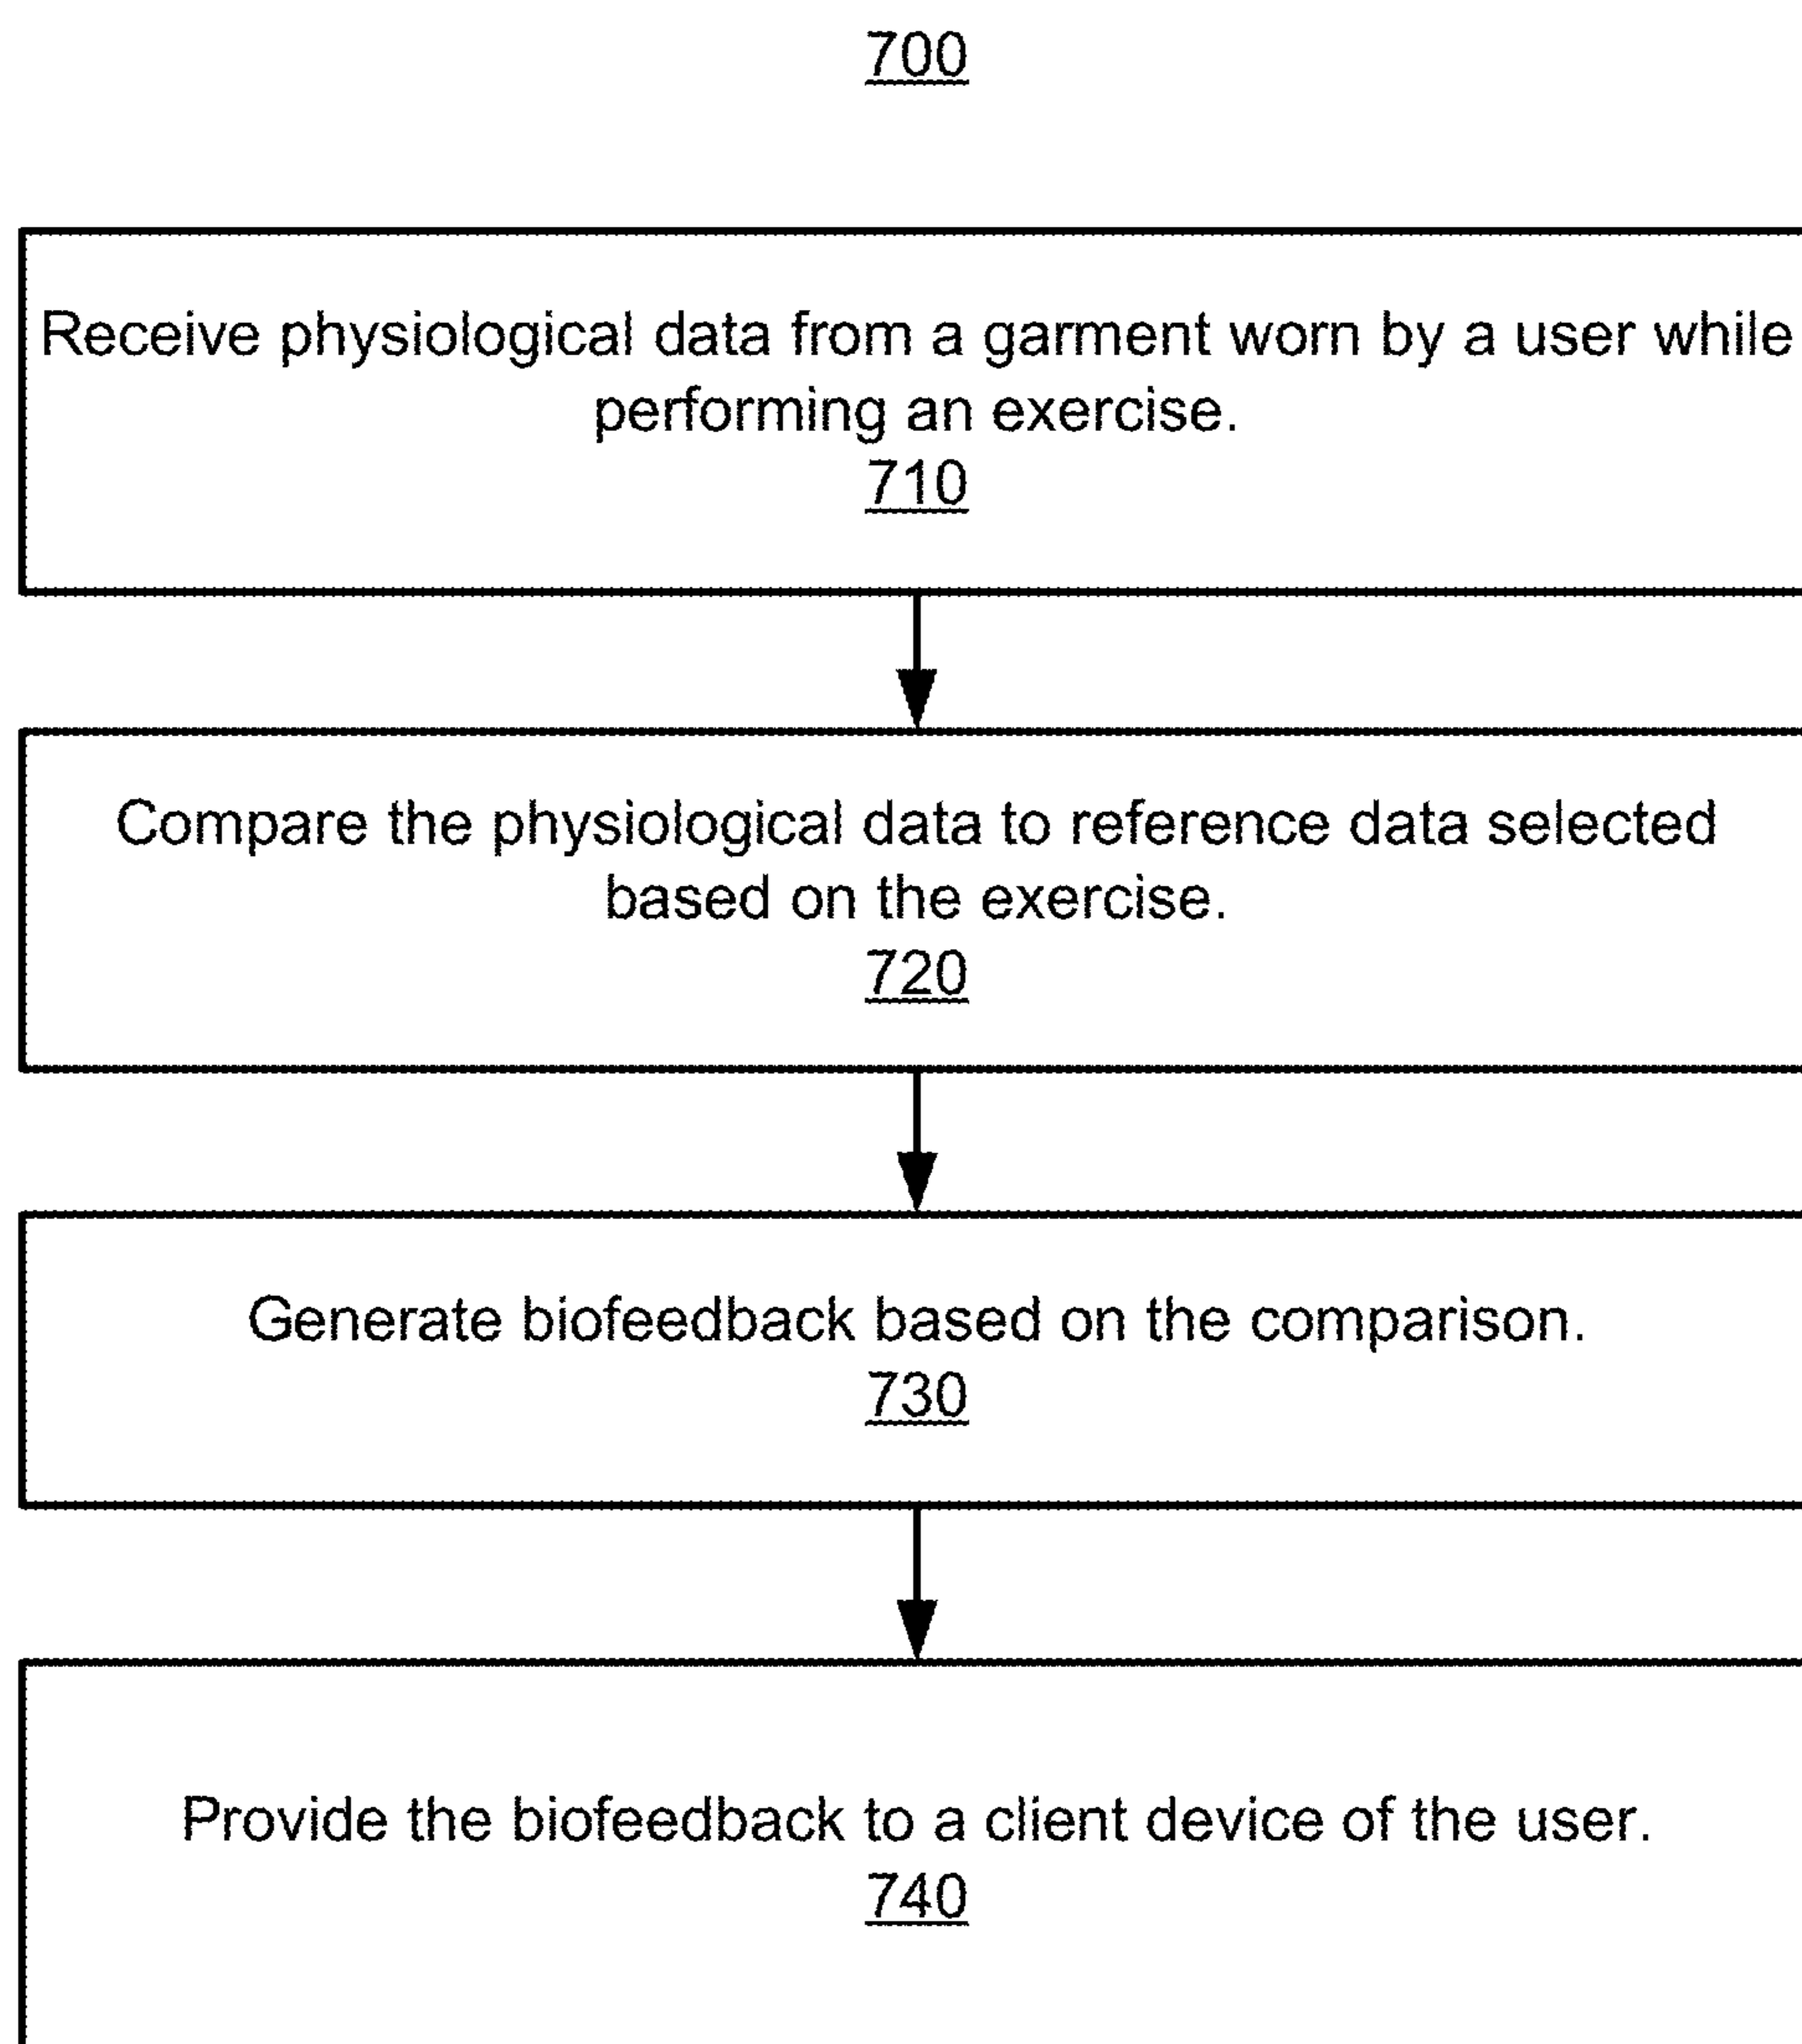 700
Receive physiological data from a garment worn by a user while
performing an exercise.
710
Compare the physiological data to reference data selected
based on the exercise.
720
Generate biofeedback based on the comparison.
730
Provide the biofeedback to a client device of the user.
740